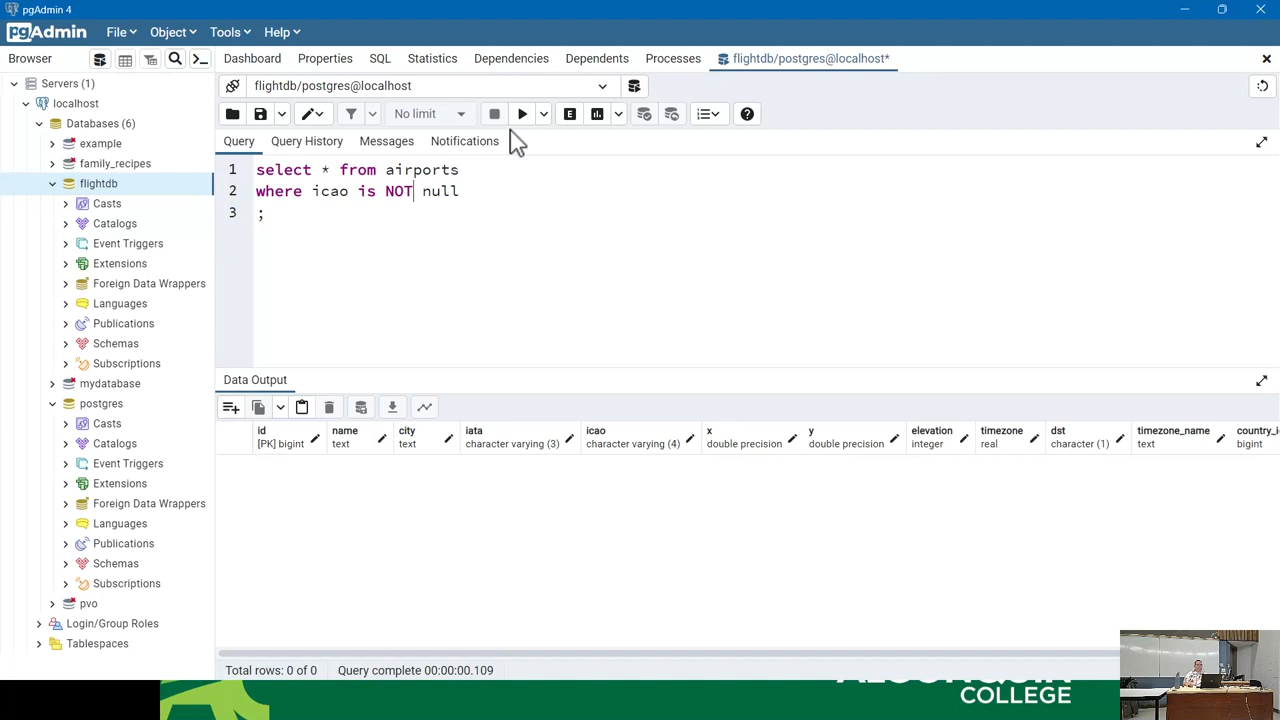 pgAdmin 4
pgAdmin File Object Tools Help
Browser
Dashboard Properties SQL Statistics Dependencies Dependents Processes flightdb/postgres@localhost*
Servers (1)
localhost
Databases (6)
example
family_recipes
flightdb
Casts
Catalogs
Event Triggers
Extensions
Foreign Data Wrappers
Languages
Publications
Schemas
Subscriptions
mydatabase
postgres
Casts
Catalogs
Event Triggers
Extensions
Foreign Data Wrappers
Languages
Publications
Schemas
Subscriptions
pvo
Login/Group Roles
Tablespaces
flightdb/postgres@localhost
No limit
Query Query History Messages Notifications
1 select * from airports
2 where icao is NOT null
3 ;
Data Output
id name city iata icao x y elevation timezone dst timezone_name
[PK] bigint text text character varying (3) character varying (4) double precision double precision integer real character (1) text bigint
Total rows: 0 of 0 Query complete 00:00:00.109
COLLEGE